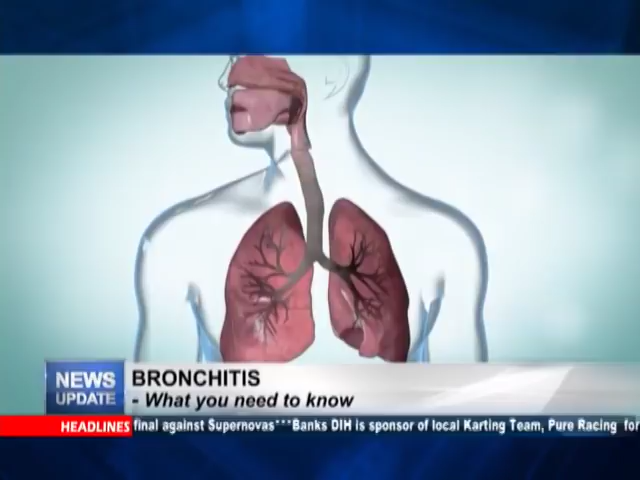 NEWS
UPDATE
BRONCHITIS
- What you need to know
HEADLINES
final against Supernovas***Banks DIH is sponsor of local Karting Team, Pure Racing for